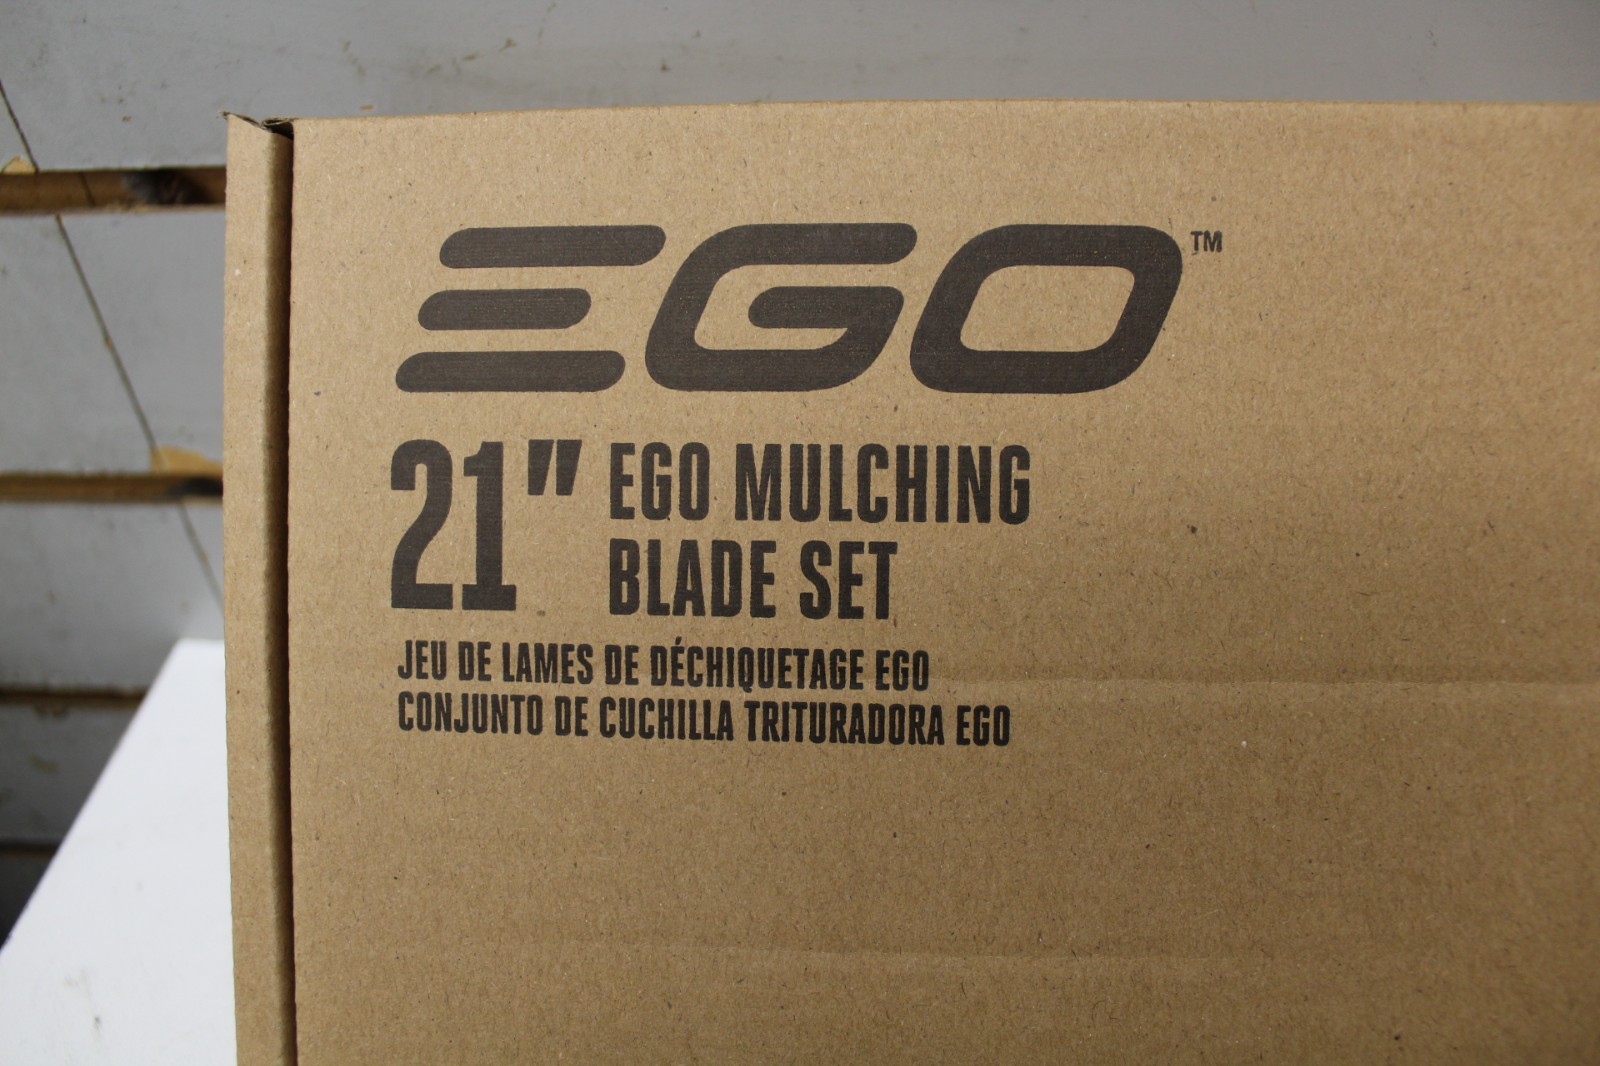 EGO™
21" EGO MULCHING
BLADE SET
JEU DE LAMES DE DÉCHIQUETAGE EGO
CONJUNTO DE CUCHILLA TRITURADORA EGO